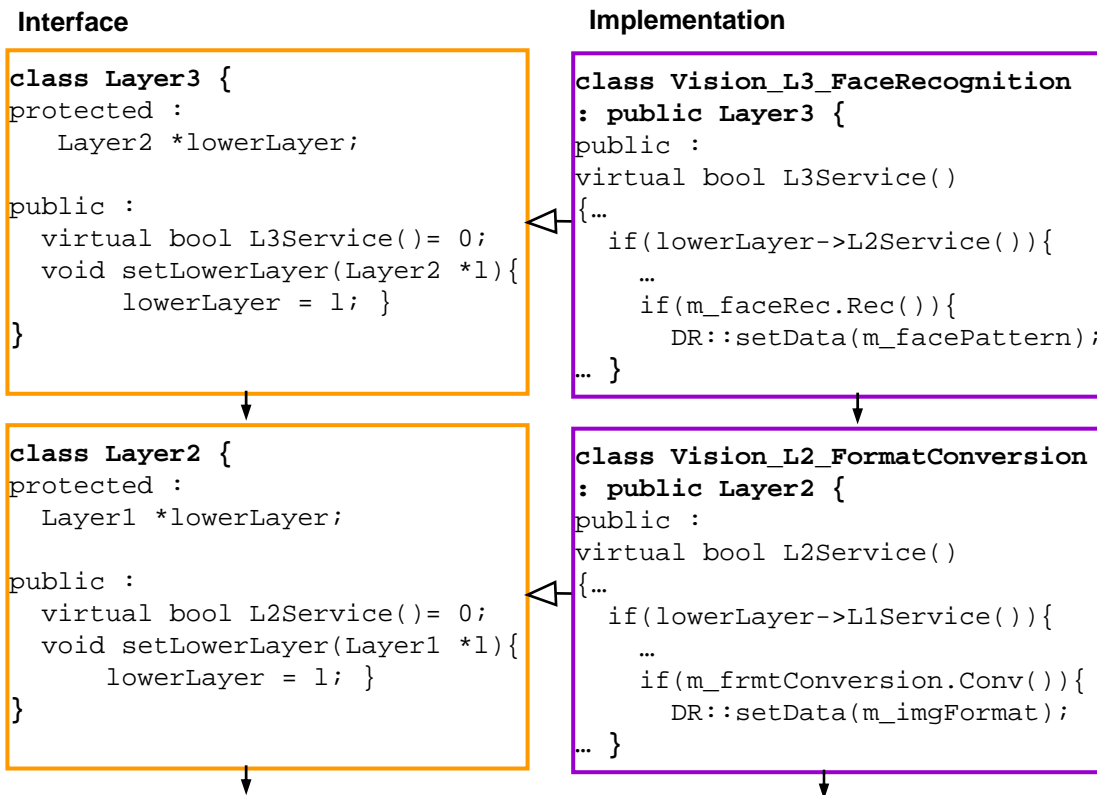 Interface
Implementation
class Layer3 {
protected :
Layer2 *lowerLayer;
public :
virtual bool L3Service()= 0;
void setLowerLayer(Layer2 *l){
lowerLayer = l; }
}
class Vision_L3_FaceRecognition
: public Layer3 {
public :
virtual bool L3Service()
{…
if(lowerLayer->L2Service()){
…
if(m_faceRec.Rec()){
DR::setData(m_facePattern);
… }
class Layer2 {
protected :
Layer1 *lowerLayer;
public :
virtual bool L2Service()= 0;
void setLowerLayer(Layer1 *l){
lowerLayer = l; }
}
class Vision_L2_FormatConversion
: public Layer2 {
public :
virtual bool L2Service()
{…
if(lowerLayer->L1Service()){
…
if(m_frmtConversion.Conv()){
DR::setData(m_imgFormat);
… }